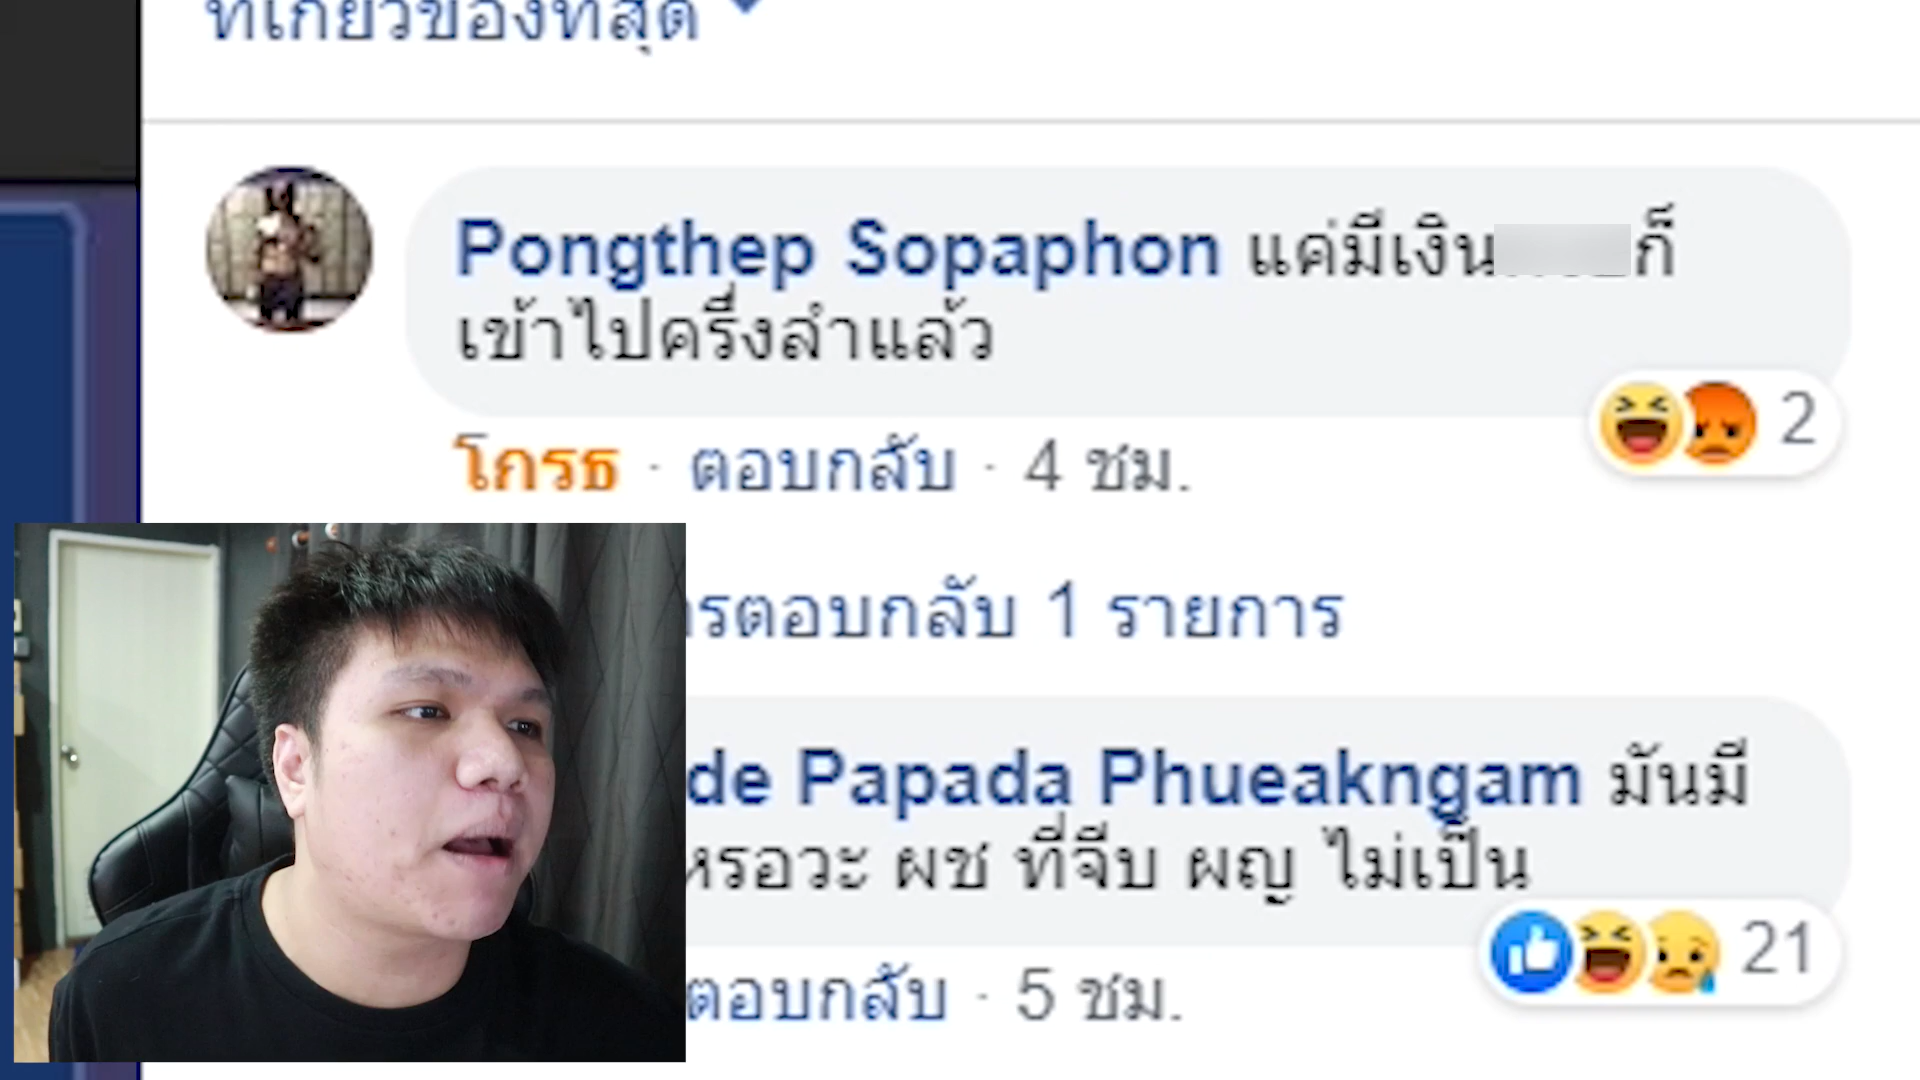 ที่เกี่ยวข้องที่สุด
Pongthep Sopaphon แค่มีเงิน ก็
เข้าไปครึ่งลำแล้ว
2
โกรธ · ตอบกลับ · 4 ชม.
ตอบกลับ 1 รายการ
de Papada Phueakngam มันมี
หรอวะ ผช ที่จีบ ผญ ไม่เป็น
21
ตอบกลับ · 5 ชม.